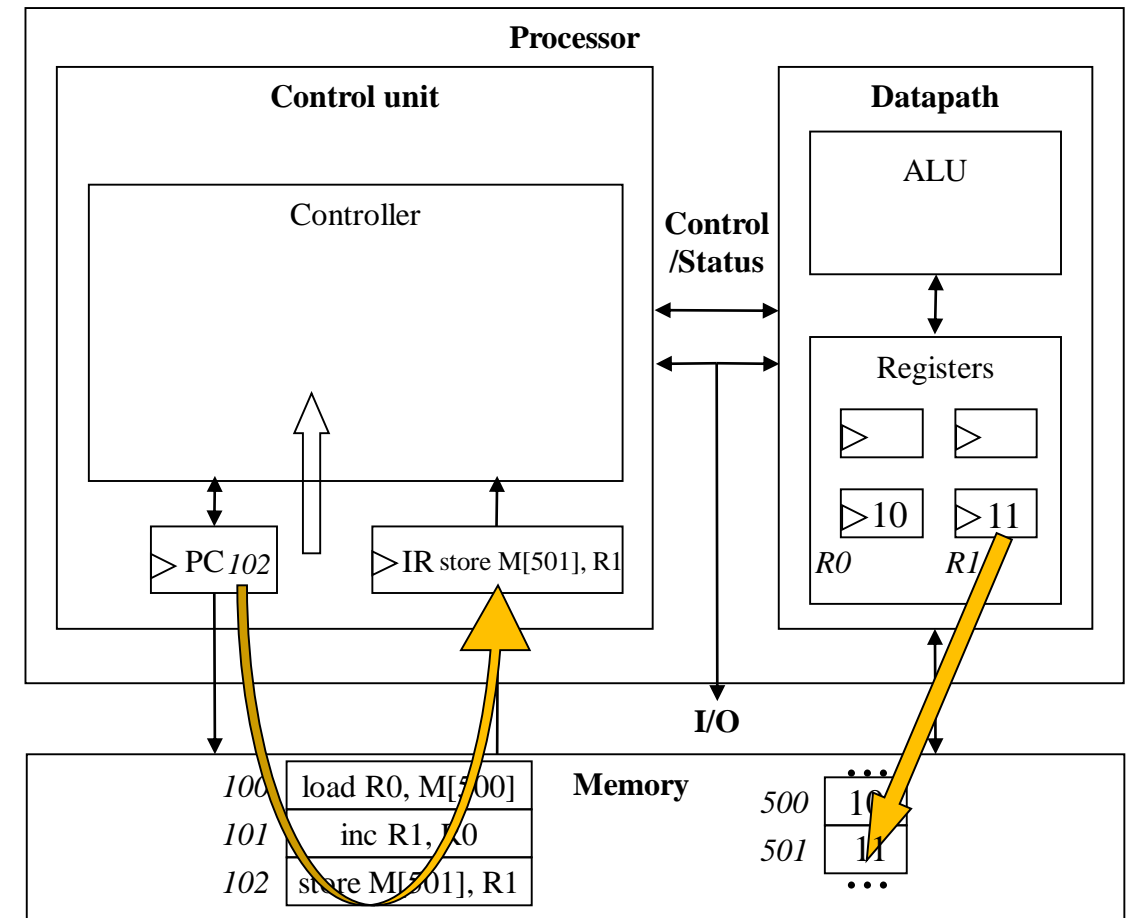 Processor
Control unit
Controller
PC 102
IR store M[501], R1
Control
/Status
I/O
Datapath
ALU
Registers
10
11
R0
R1
Memory
100 load R0, M[500]
101 inc R1, R0
102 store M[501], R1
...
500 10
501 11
...